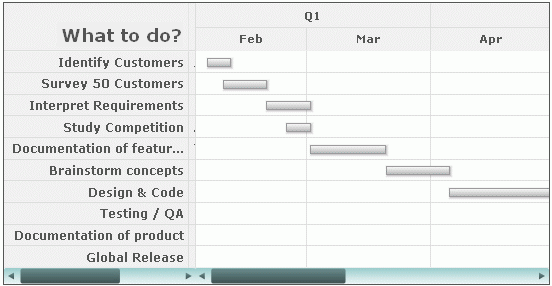 Q1
What to do?
Feb Mar Apr
Identify Customers
Survey 50 Customers
Interpret Requirements
Study Competition
Documentation of featur...
Brainstorm concepts
Design & Code
Testing / QA
Documentation of product
Global Release